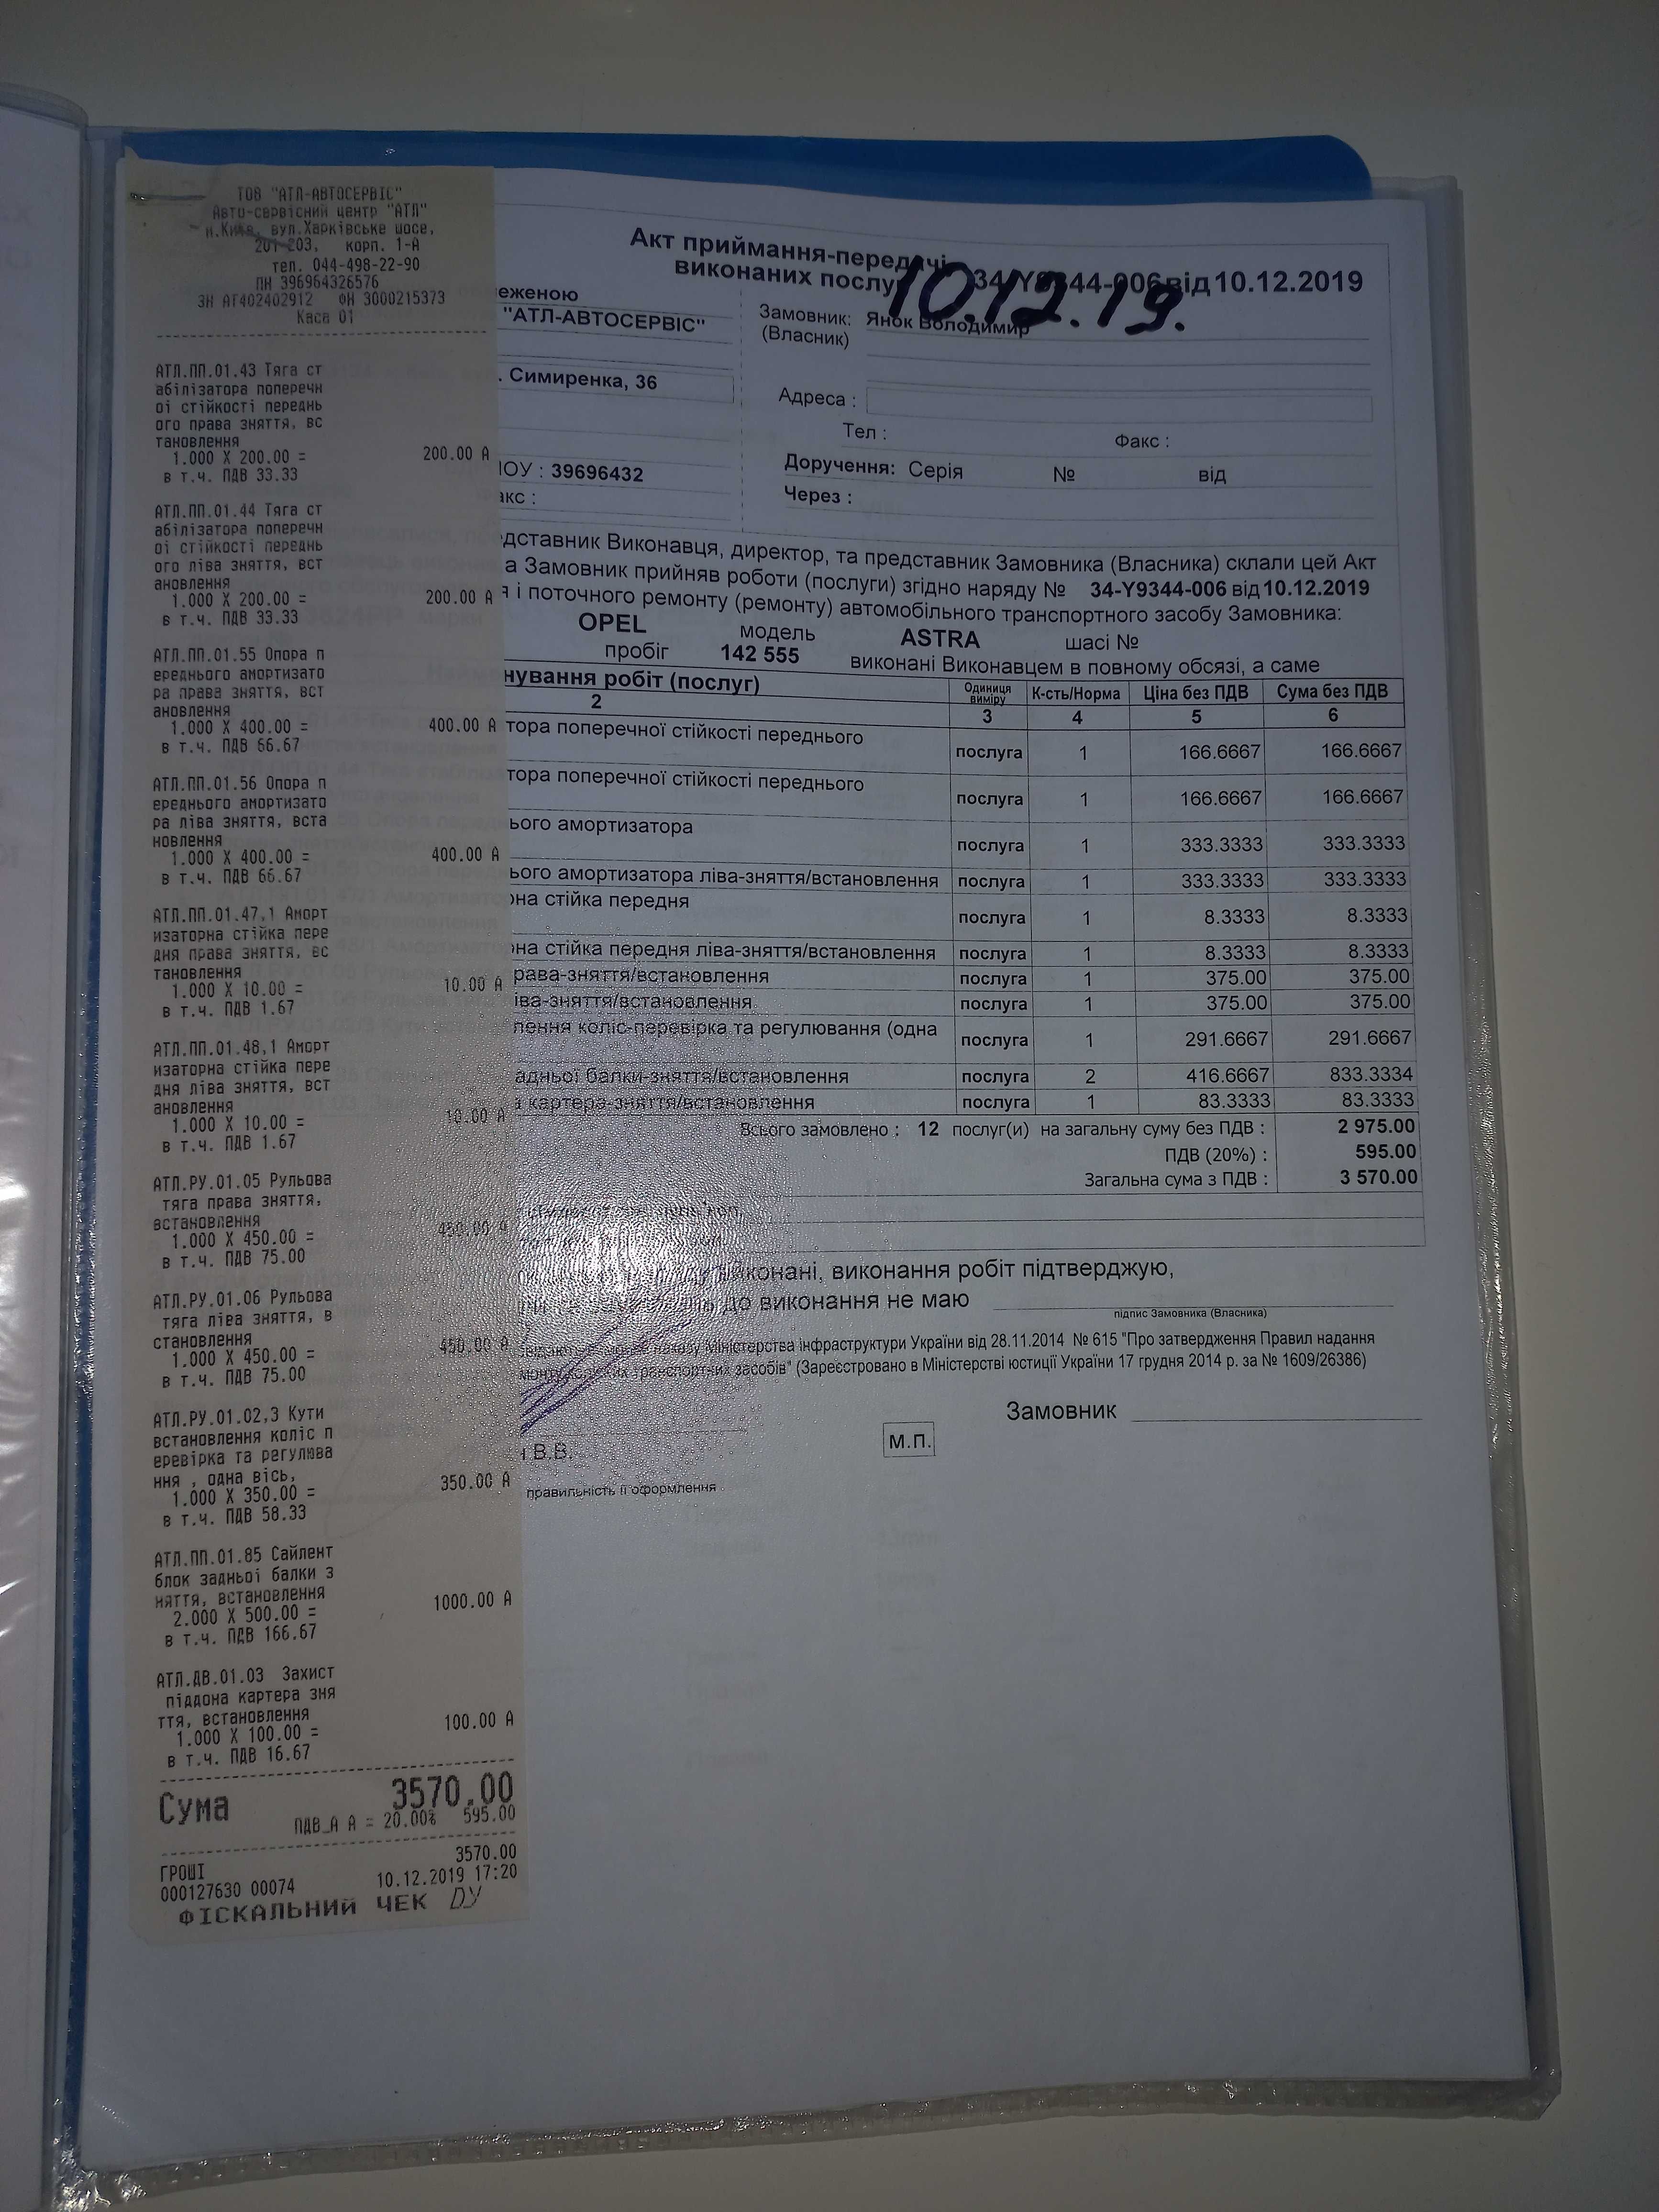 ТОВ "АТЛ-АВТОСЕРВІС"
Авто-сервісний центр "АТЛ"
м.Київ, вул.Харківське шосе,
201-203, корп. 1-А
тел. 044-498-22-90
ПН 396964326576
ЗН АГ402402912 ФН 3000215373
Каса 01
АТЛ.ПП.01.43 Тяга ст
абілізатора поперечн
ої стійкості переднь
ого права зняття, вс
тановлення
1.000 X 200.00 = 200.00 А
в т.ч. ПДВ 33.33
АТЛ.ПП.01.44 Тяга ст
абілізатора поперечн
ої стійкості переднь
ого ліва зняття, вст
ановлення
1.000 X 200.00 = 200.00 А
в т.ч. ПДВ 33.33
АТЛ.ПП.01.55 Опора п
ереднього амортизато
ра права зняття, вст
ановлення
1.000 X 400.00 = 400.00 А
в т.ч. ПДВ 66.67
АТЛ.ПП.01.56 Опора п
ереднього амортизато
ра ліва зняття, вста
новлення
1.000 X 400.00 = 400.00 А
в т.ч. ПДВ 66.67
АТЛ.ПП.01.47,1 Аморт
изаторна стійка пере
дня права зняття, вс
тановлення
1.000 X 10.00 = 10.00 А
в т.ч. ПДВ 1.67
АТЛ.ПП.01.48,1 Аморт
изаторна стійка пере
дня ліва зняття, вст
ановлення
1.000 X 10.00 = 10.00 А
в т.ч. ПДВ 1.67
АТЛ.РУ.01.05 Рульова
тяга права зняття,
встановлення
1.000 X 450.00 = 450.00 А
в т.ч. ПДВ 75.00
АТЛ.РУ.01.06 Рульова
тяга ліва зняття, в
становлення
1.000 X 450.00 = 450.00 А
в т.ч. ПДВ 75.00
АТЛ.РУ.01.02,3 Кути
встановлення коліс п
еревірка та регулюва
ння , одна вісь,
1.000 X 350.00 = 350.00 А
в т.ч. ПДВ 58.33
АТЛ.ПП.01.85 Сайлент
блок задньої балки з
няття, встановлення
2.000 X 500.00 = 1000.00 А
в т.ч. ПДВ 166.67
АТЛ.ДВ.01.03 Захист
піддона картера зня
ття, встановлення
1.000 X 100.00 = 100.00 А
в т.ч. ПДВ 16.67
Сума 3570.00
ПДВ_А А = 20.00% 595.00
ГРОШІ 3570.00
000127630 00074 10.12.2019 17:20
ФІСКАЛЬНИЙ ЧЕК
Акт приймання-передачі
виконаних послуг 34-Y9344-006 від 10.12.2019
10.12.19.
еженою
"АТЛ-АВТОСЕРВІС"
. Симиренка, 36
ПОУ : 39696432
акс :
Замовник: Янок Володимир
(Власник)
Адреса :
Тел : Факс :
Доручення: Серія № від
Через :
дставник Виконавця, директор, та представник Замовника (Власника) склали цей Акт
а Замовник прийняв роботи (послуги) згідно наряду № 34-Y9344-006 від 10.12.2019
я і поточного ремонту (ремонту) автомобільного транспортного засобу Замовника:
OPEL модель ASTRA шасі №
пробіг 142 555 виконані Виконавцем в повному обсязі, а саме
нування робіт (послуг) Одиниця виміру К-сть/Норма Ціна без ПДВ Сума без ПДВ
2 3 4 5 6
тора поперечної стійкості переднього послуга 1 166.6667 166.6667
тора поперечної стійкості переднього послуга 1 166.6667 166.6667
ього амортизатора послуга 1 333.3333 333.3333
ього амортизатора ліва-зняття/встановлення послуга 1 333.3333 333.3333
на стійка передня послуга 1 8.3333 8.3333
на стійка передня ліва-зняття/встановлення послуга 1 8.3333 8.3333
рава-зняття/встановлення послуга 1 375.00 375.00
іва-зняття/встановлення послуга 1 375.00 375.00
лення коліс-перевірка та регулювання (одна послуга 1 291.6667 291.6667
адньої балки-зняття/встановлення послуга 2 416.6667 833.3334
а картера-зняття/встановлення послуга 1 83.3333 83.3333
Всього замовлено : 12 послуг(и) на загальну суму без ПДВ : 2 975.00
ПДВ (20%) : 595.00
Загальна сума з ПДВ : 3 570.00
иконані, виконання робіт підтверджую,
до виконання не маю
підпис Замовника (Власника)
Міністерства інфраструктури України від 28.11.2014 № 615 "Про затвердження Правил надання
транспортних засобів" (Зареєстровано в Міністерстві юстиції України 17 грудня 2014 р. за № 1609/26386)
Замовник
М.П.
В.В.
правильність її оформлення